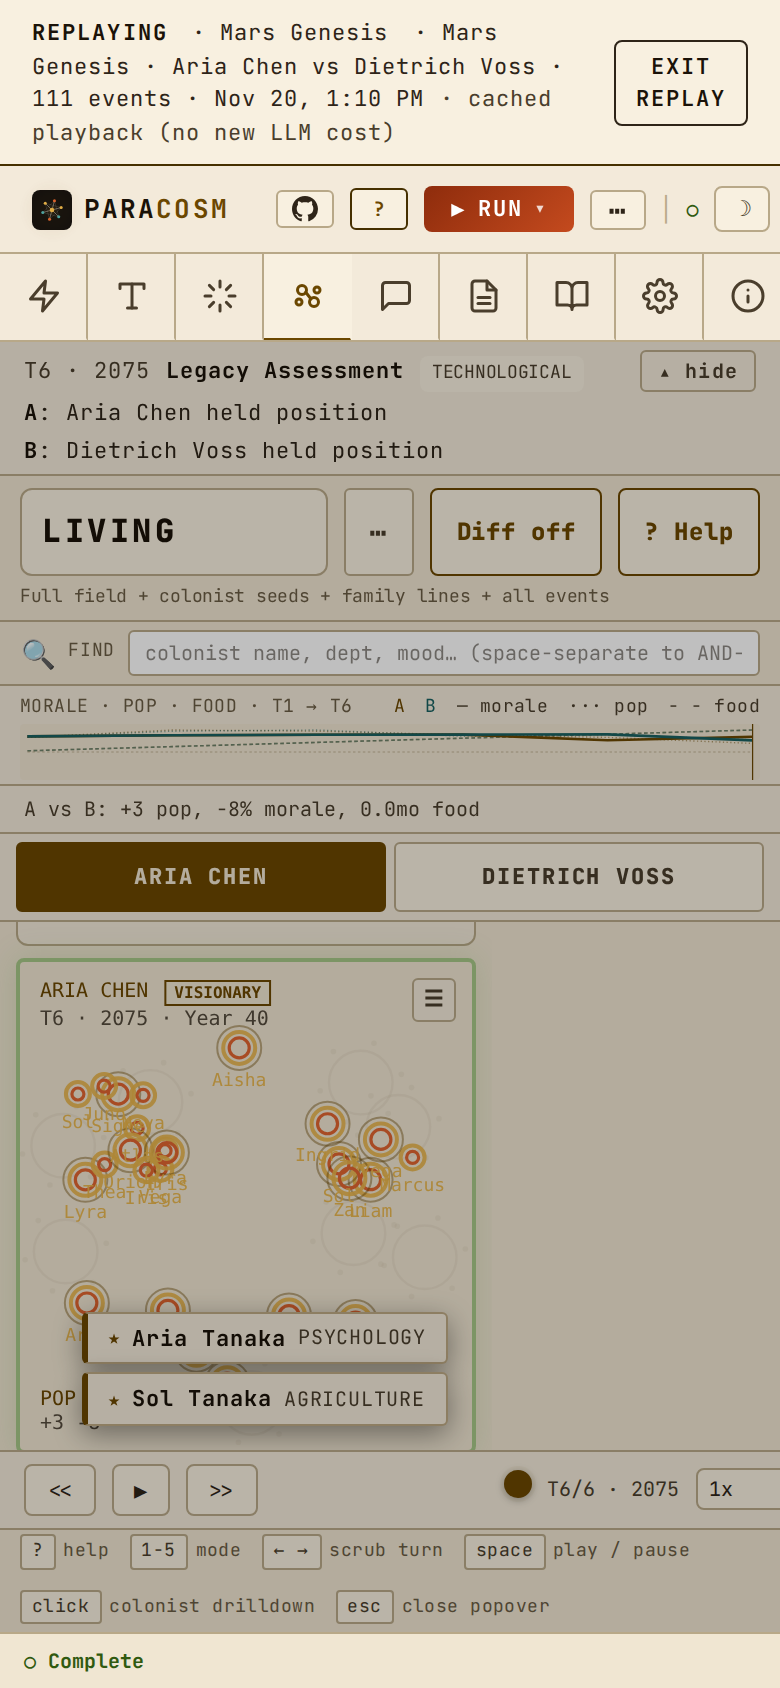 REPLAYING · Mars Genesis · Mars
Genesis · Aria Chen vs Dietrich Voss ·
111 events · Nov 20, 1:10 PM · cached
playback (no new LLM cost)
EXIT
REPLAY
PARACOSM
?
▶ RUN ▾
…
T6 · 2075 Legacy Assessment TECHNOLOGICAL
▴ hide
A: Aria Chen held position
B: Dietrich Voss held position
LIVING
…
Diff off
? Help
Full field + colonist seeds + family lines + all events
FIND
colonist name, dept, mood… (space-separate to AND-
MORALE · POP · FOOD · T1 → T6 A B — morale ··· pop - - food
A vs B: +3 pop, -8% morale, 0.0mo food
ARIA CHEN
DIETRICH VOSS
ARIA CHEN VISIONARY
T6 · 2075 · Year 40
Aisha
Lyra
Liam
★ Aria Tanaka PSYCHOLOGY
★ Sol Tanaka AGRICULTURE
POP
+3
<<
▶
>>
T6/6 · 2075
1x
? help 1-5 mode ← → scrub turn space play / pause
click colonist drilldown esc close popover
Complete